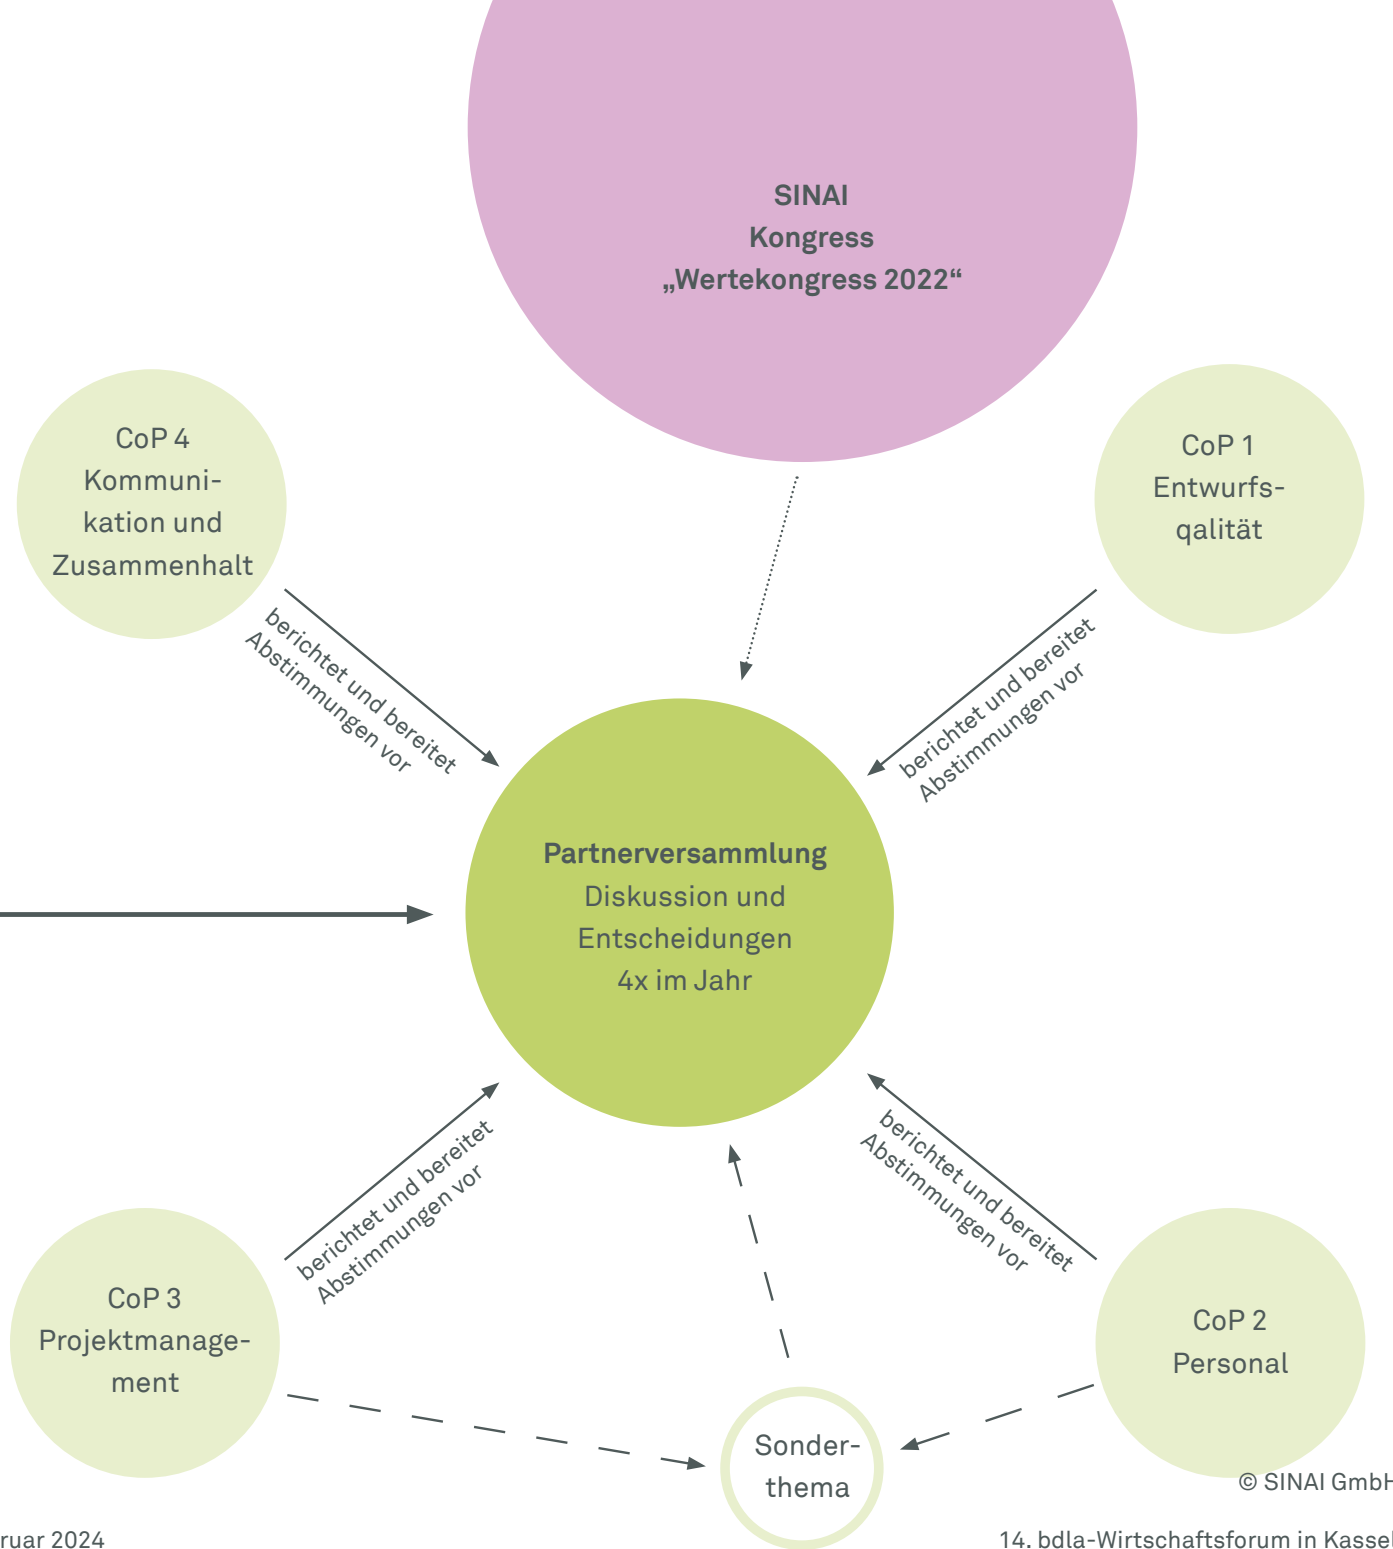 SINAI
Kongress
„Wertekongress 2022“
CoP 4
Kommuni-
kation und
Zusammenhalt
CoP 1
Entwurfs-
qalität
berichtet und bereitet
Abstimmungen vor
berichtet und bereitet
Abstimmungen vor
Partnerversammlung
Diskussion und
Entscheidungen
4x im Jahr
berichtet und bereitet
Abstimmungen vor
berichtet und bereitet
Abstimmungen vor
CoP 3
Projektmanage-
ment
CoP 2
Personal
Sonder-
thema
© SINAI GmbH
ruar 2024
14. bdla-Wirtschaftsforum in Kassel